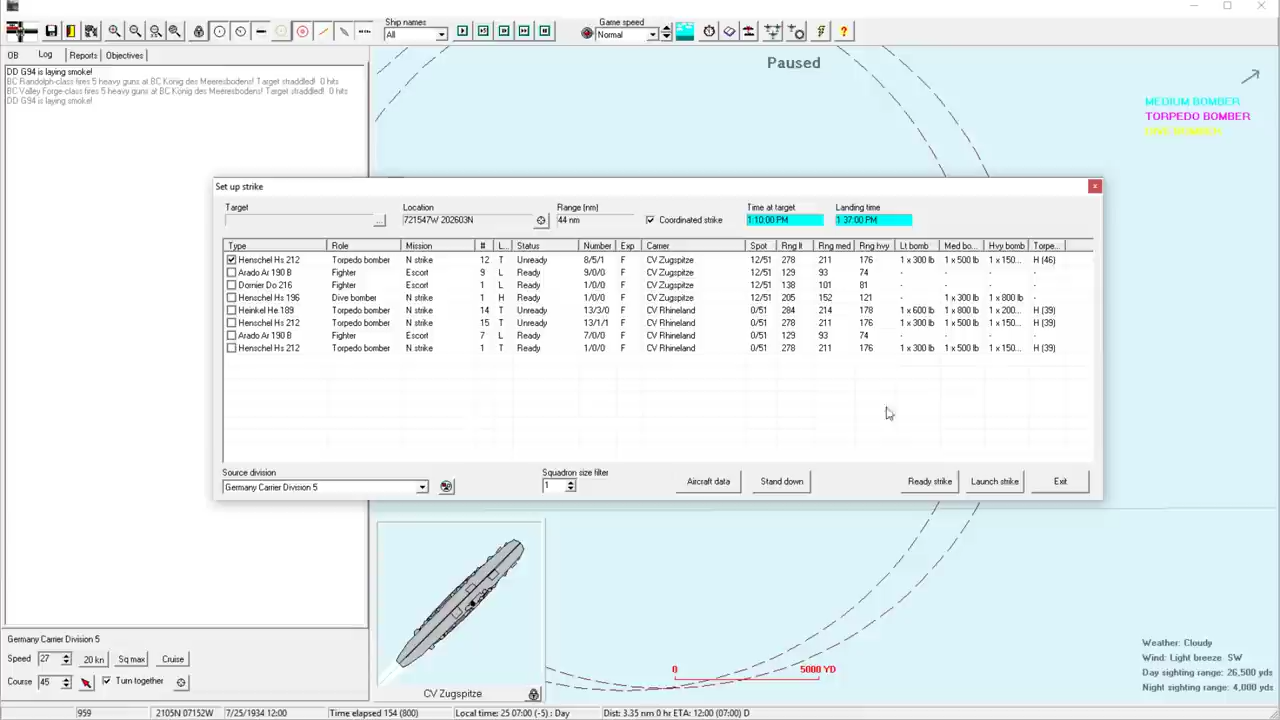 Ship names
All
Game speed
Normal
OB Log Reports Objectives
DD G94 is laying smoke!
BC Randolph-class fires 5 heavy guns at BC König des Meeresbodens! Target straddled! 0 hits
BC Valley Forge-class fires 5 heavy guns at BC König des Meeresbodens! Target straddled! 0 hits
DD G94 is laying smoke!
Paused
MEDIUM BOMBER
TORPEDO BOMBER
DIVE BOMBER
Set up strike
Target Location Range (nm) Time at target Landing time
... 721547W 202603N 44 nm Coordinated strike 1:10:00 PM 1:37:00 PM
Type Role Mission # L... Status Number Exp Carrier Spot Rng lt Rng med Rng hvy Lt bomb Med bo... Hvy bomb Torpe...
Henschel Hs 212 Torpedo bomber N strike 12 T Unready 8/5/1 F CV Zugspitze 12/51 278 211 176 1 x 300 lb 1 x 500 lb 1 x 150... H (46)
Arado Ar 190 B Fighter Escort 9 L Ready 9/0/0 F CV Zugspitze 12/51 129 93 74 - - -
Dornier Do 216 Fighter Escort 1 L Ready 1/0/0 F CV Zugspitze 12/51 138 101 81 - - -
Henschel Hs 196 Dive bomber N strike 1 H Ready 1/0/0 F CV Zugspitze 12/51 205 152 121 - 1 x 300 lb 1 x 800 lb -
Heinkel He 189 Torpedo bomber N strike 14 T Unready 13/3/0 F CV Rhineland 0/51 284 214 178 1 x 600 lb 1 x 800 lb 1 x 200... H (39)
Henschel Hs 212 Torpedo bomber N strike 15 T Unready 13/1/1 F CV Rhineland 0/51 278 211 176 1 x 300 lb 1 x 500 lb 1 x 150... H (39)
Arado Ar 190 B Fighter Escort 7 L Ready 7/0/0 F CV Rhineland 0/51 129 93 74 - - -
Henschel Hs 212 Torpedo bomber N strike 1 T Ready 1/0/0 F CV Rhineland 0/51 278 211 176 1 x 300 lb 1 x 500 lb 1 x 150... H (39)
Source division Squadron size filter
Germany Carrier Division 5 1 Aircraft data Stand down Ready strike Launch strike Exit
Germany Carrier Division 5
Speed 27 20 kn Sq max Cruise
Course 45 Turn together
CV Zugspitze
0 5000 YD
Weather: Cloudy
Wind: Light breeze SW
Day sighting range: 26,500 yds
Night sighting range: 4,000 yds
959 2105N 07152W 7/25/1934 12:00 Time elapsed 154 (800) Local time: 25 07:00 (-5) ; Day Dist: 3.35 nm 0 hr ETA: 12:00 (07:00) D